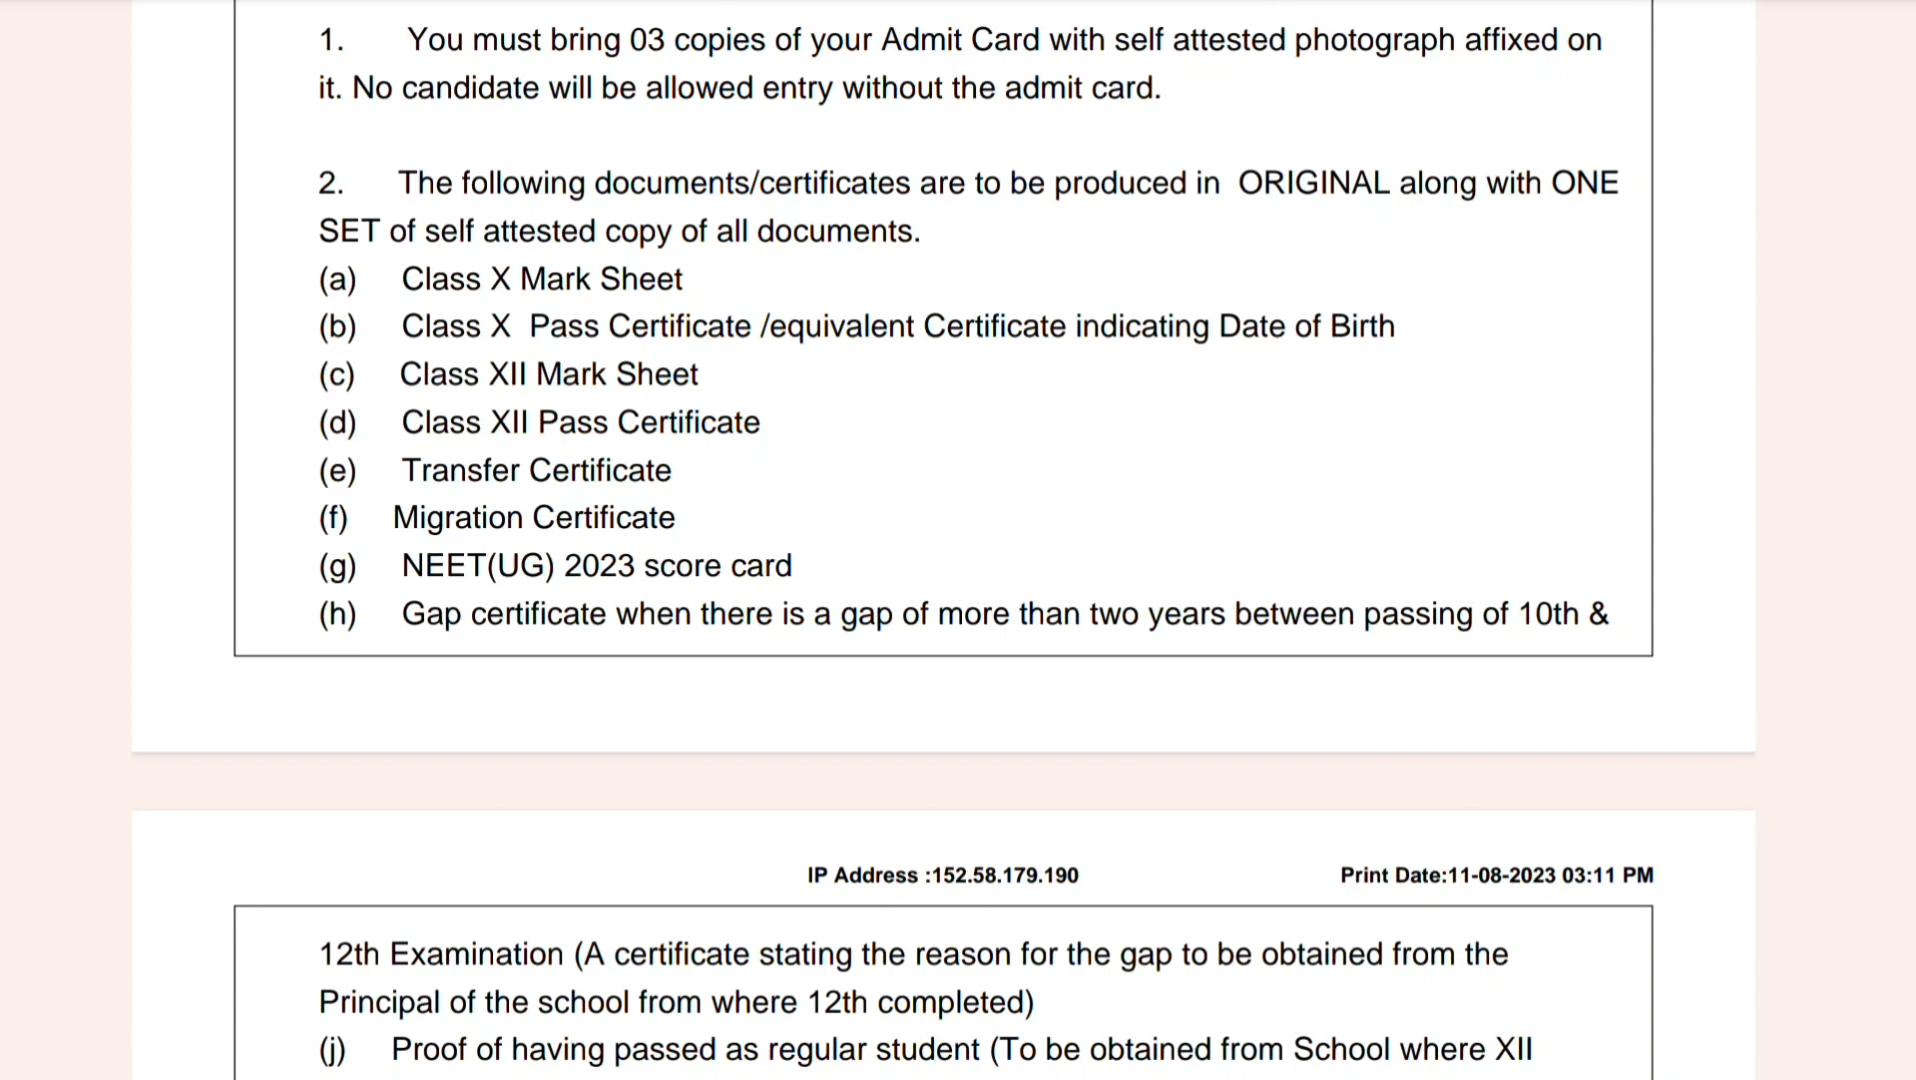 1. You must bring 03 copies of your Admit Card with self attested photograph affixed on
it. No candidate will be allowed entry without the admit card.
2. The following documents/certificates are to be produced in ORIGINAL along with ONE
SET of self attested copy of all documents.
(a) Class X Mark Sheet
(b) Class X Pass Certificate /equivalent Certificate indicating Date of Birth
(c) Class XII Mark Sheet
(d) Class XII Pass Certificate
(e) Transfer Certificate
(f) Migration Certificate
(g) NEET(UG) 2023 score card
(h) Gap certificate when there is a gap of more than two years between passing of 10th &
IP Address :152.58.179.190 Print Date:11-08-2023 03:11 PM
12th Examination (A certificate stating the reason for the gap to be obtained from the
Principal of the school from where 12th completed)
(j) Proof of having passed as regular student (To be obtained from School where XII